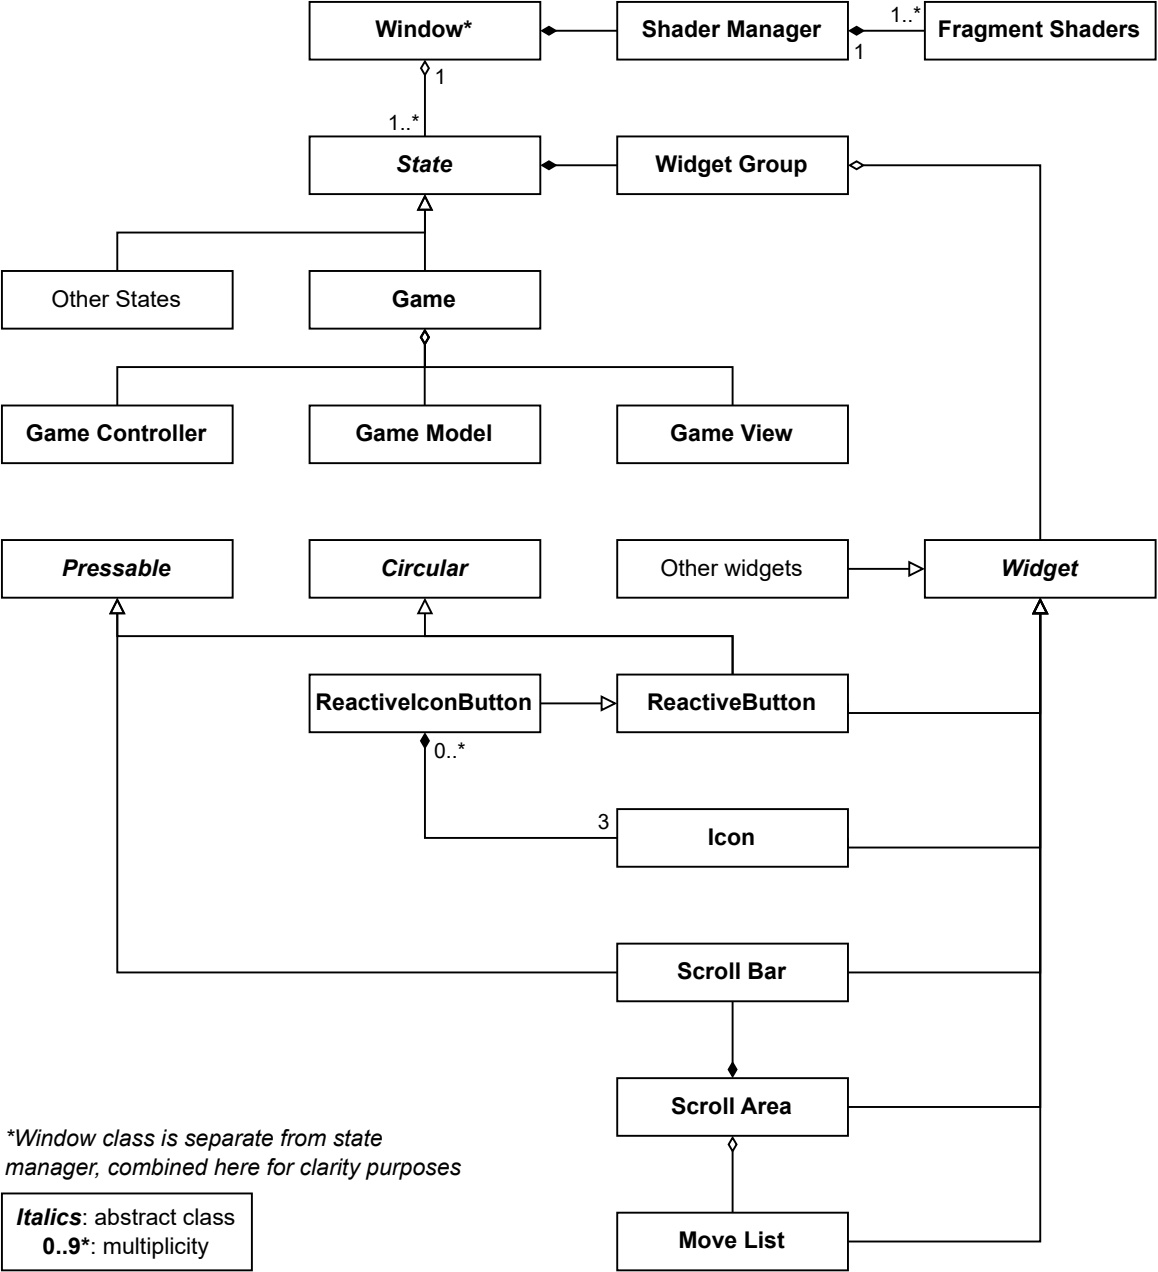 Window*
Shader Manager
1..*
1
Fragment Shaders
1
1..*
State
Widget Group
Other States
Game
Game Controller
Game Model
Game View
Pressable
Circular
Other widgets
Widget
ReactiveIconButton
ReactiveButton
0..*
3
Icon
Scroll Bar
Scroll Area
Move List
*Window class is separate from state
manager, combined here for clarity purposes
Italics: abstract class
0..9*: multiplicity